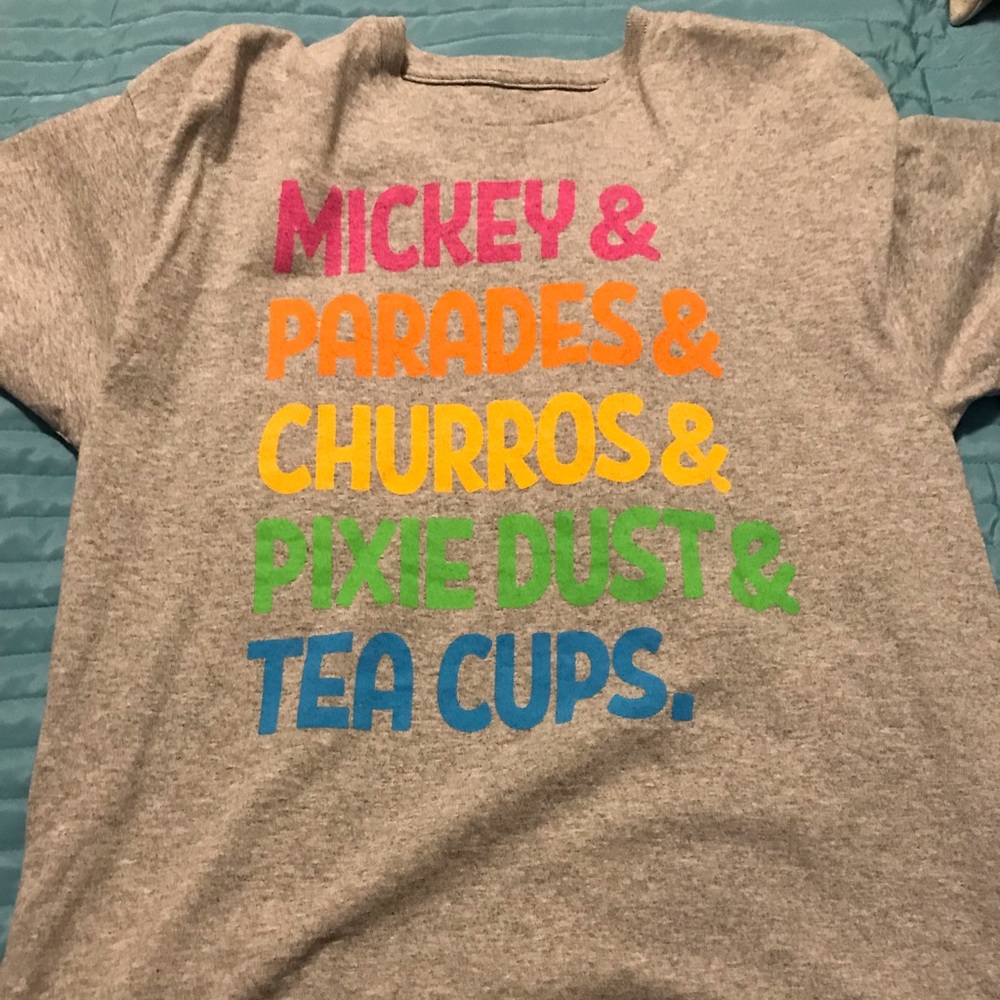 MICKEY &
PARADES &
CHURROS &
PIXIE DUST &
TEA CUPS.